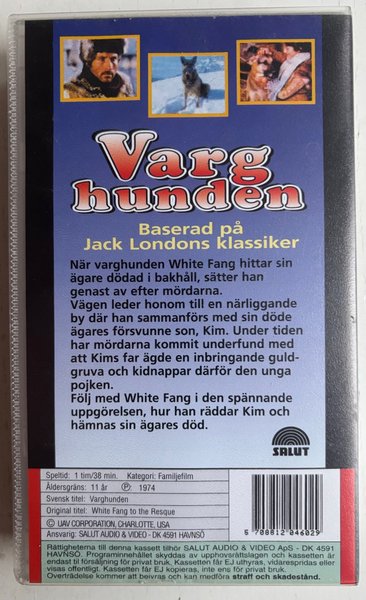 Varg
hunden
Baserad på
Jack Londons klassiker
När varghunden White Fang hittar sin
ägare dödad i bakhåll, sätter han
genast av efter mördarna.
Vägen leder honom till en närliggande
by där han sammanförs med sin döde
ägares försvunne son, Kim. Under tiden
har mördarna kommit underfund med
att Kims far ägde en inbringande guld-
gruva och kidnappar därför den unga
pojken.
Följ med White Fang i den spännande
uppgörelsen, hur han räddar Kim och
hämnas sin ägares död.
SALUT
Speltid: 1 tim/38 min. Kategori: Familjefilm
Åldersgräns: 11 år Ⓟ 1974
Svensk titel: Varghunden
Original titel: White Fang to the Resque
© UAV CORPORATION, CHARLOTTE, USA
Ansvarig: SALUT AUDIO & VIDEO - DK 4591 HAVNSÖ
5 708812 046029
Rättigheterna till denna kassett tilhör SALUT AUDIO & VIDEO ApS - DK 4591
HAVNSÖ. Programinnehållet skyddas av upphovsrättslagen och kassetten är
endast til försäljning för privat bruk. Kassetten får EJ uthyras, vidarespridas eller
visas offentligt. Kassetten får EJ kopieras, inte ens för privat bruk.
Övertrådelse kommer att beivras og kan medföra straff och skadestånd.